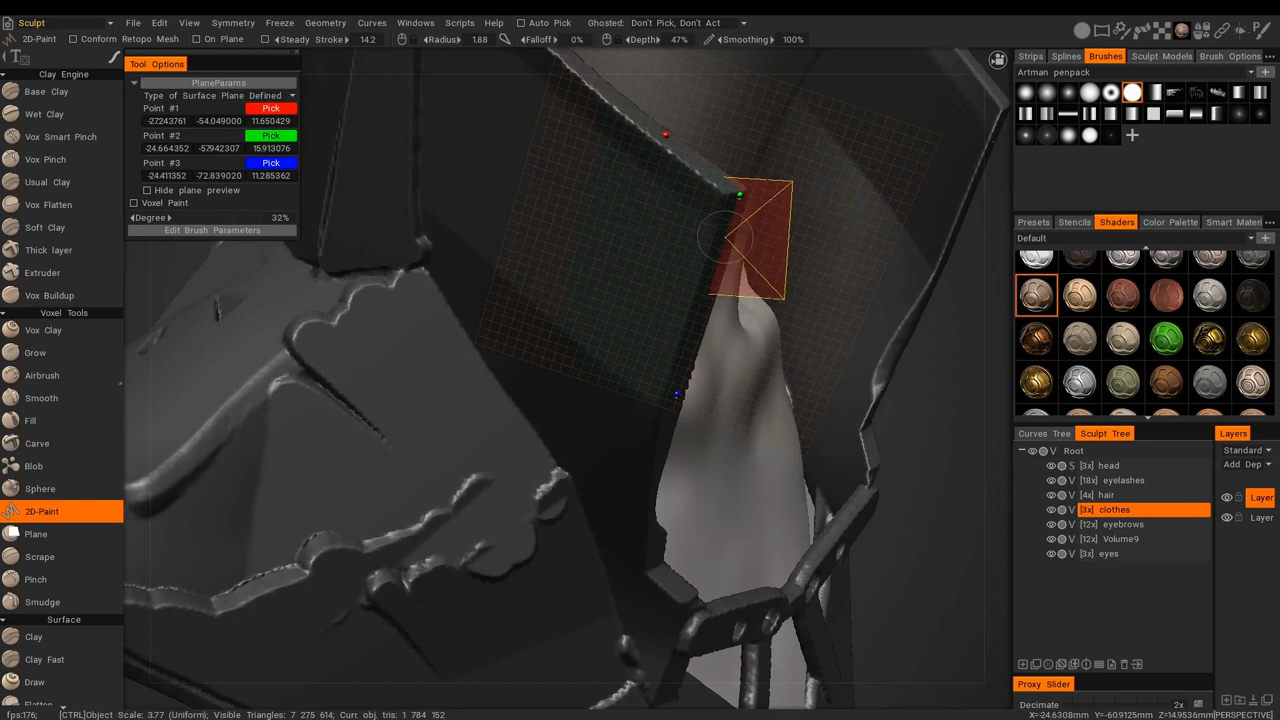 Sculpt File Edit View Symmetry Freeze Geometry Curves Windows Scripts Help Auto Pick Ghosted: Don't Pick, Don't Act
2D-Paint Conform Retopo Mesh On Plane Steady Stroke 14.2 Radius 1.88 Falloff 0% Depth 47% Smoothing 100%
Clay Engine
Base Clay
Wet Clay
Vox Smart Pinch
Vox Pinch
Usual Clay
Vox Flatten
Soft Clay
Thick layer
Extruder
Vox Buildup
Voxel Tools
Vox Clay
Grow
Airbrush
Smooth
Fill
Carve
Blob
Sphere
2D-Paint
Plane
Scrape
Pinch
Smudge
Surface
Clay
Clay Fast
Draw
Flatten
Tool Options
PlaneParams
Type of Surface Plane Defined
Point #1 Pick
-27243761 -54.049000 11.650429
Point #2 Pick
-24.664352 -57942307 15.913076
Point #3 Pick
-24.411352 -72.839020 11.285362
Hide plane preview
Voxel Paint
Degree 32%
Edit Brush Parameters
Strips Splines Brushes Sculpt Models Brush Options
Artman penpack
Presets Stencils Shaders Color Palette Smart Materi
Default
Curves Tree Sculpt Tree
Root
S [3x] head
V [18x] eyelashes
V [4x] hair
V [3x] clothes
V [12x] eyebrows
V [12x] Volume9
V [3x] eyes
Layers
Standard
Add Dep
Layer
Layer
Proxy Slider
Decimate 2x
fps:176; [CTRL]Object Scale: 3.77 (Uniform); Visible Triangles: 7 275 614; Curr. obj. tris: 1 784 152 X=-24.6308mm Y=-60.9125mm Z=14.9536mm [PERSPECTIVE]